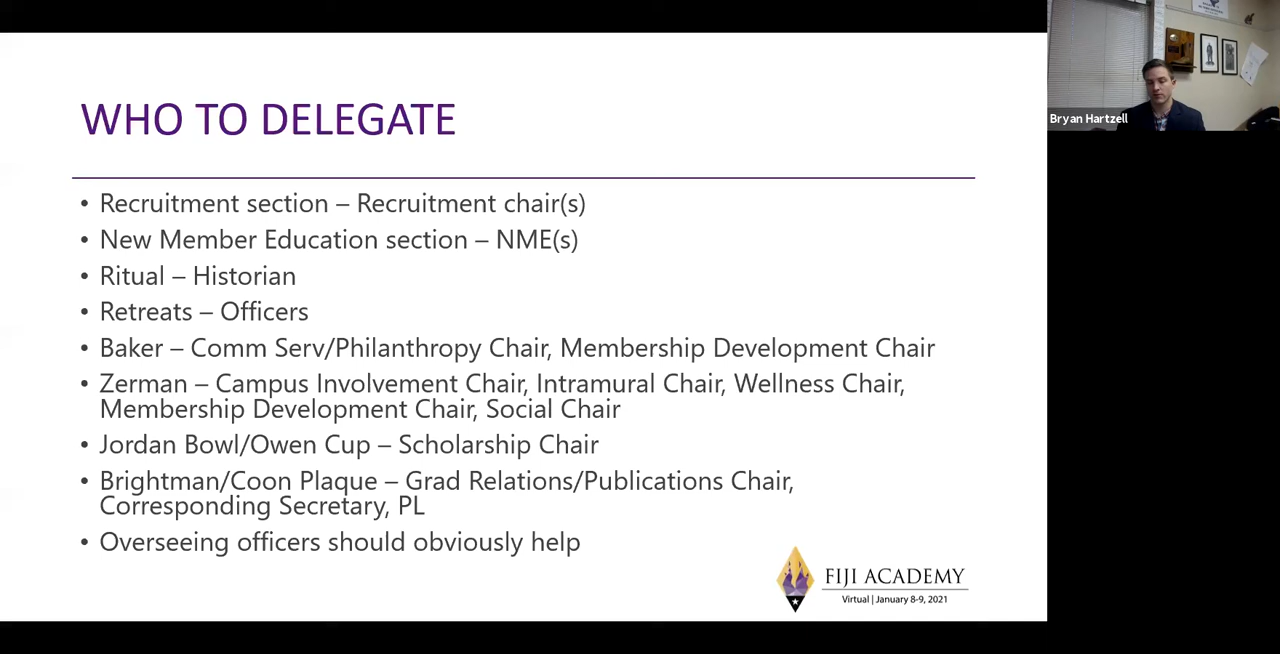 WHO TO DELEGATE
• Recruitment section – Recruitment chair(s)
• New Member Education section – NME(s)
• Ritual – Historian
• Retreats – Officers
• Baker – Comm Serv/Philanthropy Chair, Membership Development Chair
• Zerman – Campus Involvement Chair, Intramural Chair, Wellness Chair,
Membership Development Chair, Social Chair
• Jordan Bowl/Owen Cup – Scholarship Chair
• Brightman/Coon Plaque – Grad Relations/Publications Chair,
Corresponding Secretary, PL
• Overseeing officers should obviously help
FIJI ACADEMY
Virtual | January 8-9, 2021
Bryan Hartzell